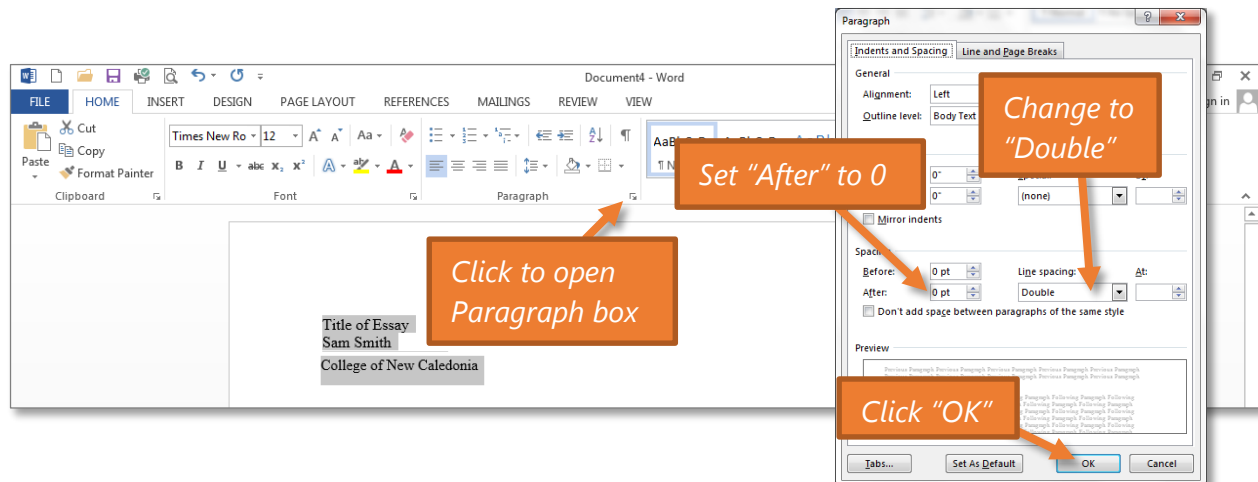 Document4 - Word
FILE HOME INSERT DESIGN PAGE LAYOUT REFERENCES MAILINGS REVIEW VIEW
Cut
Copy
Paste
Format Painter
Times New Ro 12
Clipboard Font Paragraph
Click to open
Paragraph box
Title of Essay
Sam Smith
College of New Caledonia
Paragraph
Indents and Spacing Line and Page Breaks
General
Alignment: Left
Outline level: Body Text
Change to
"Double"
Set "After" to 0
0"
0" (none)
Mirror indents
Spacing
Before: 0 pt Line spacing: At:
After: 0 pt Double
Don't add space between paragraphs of the same style
Preview
Click "OK"
Tabs... Set As Default OK Cancel